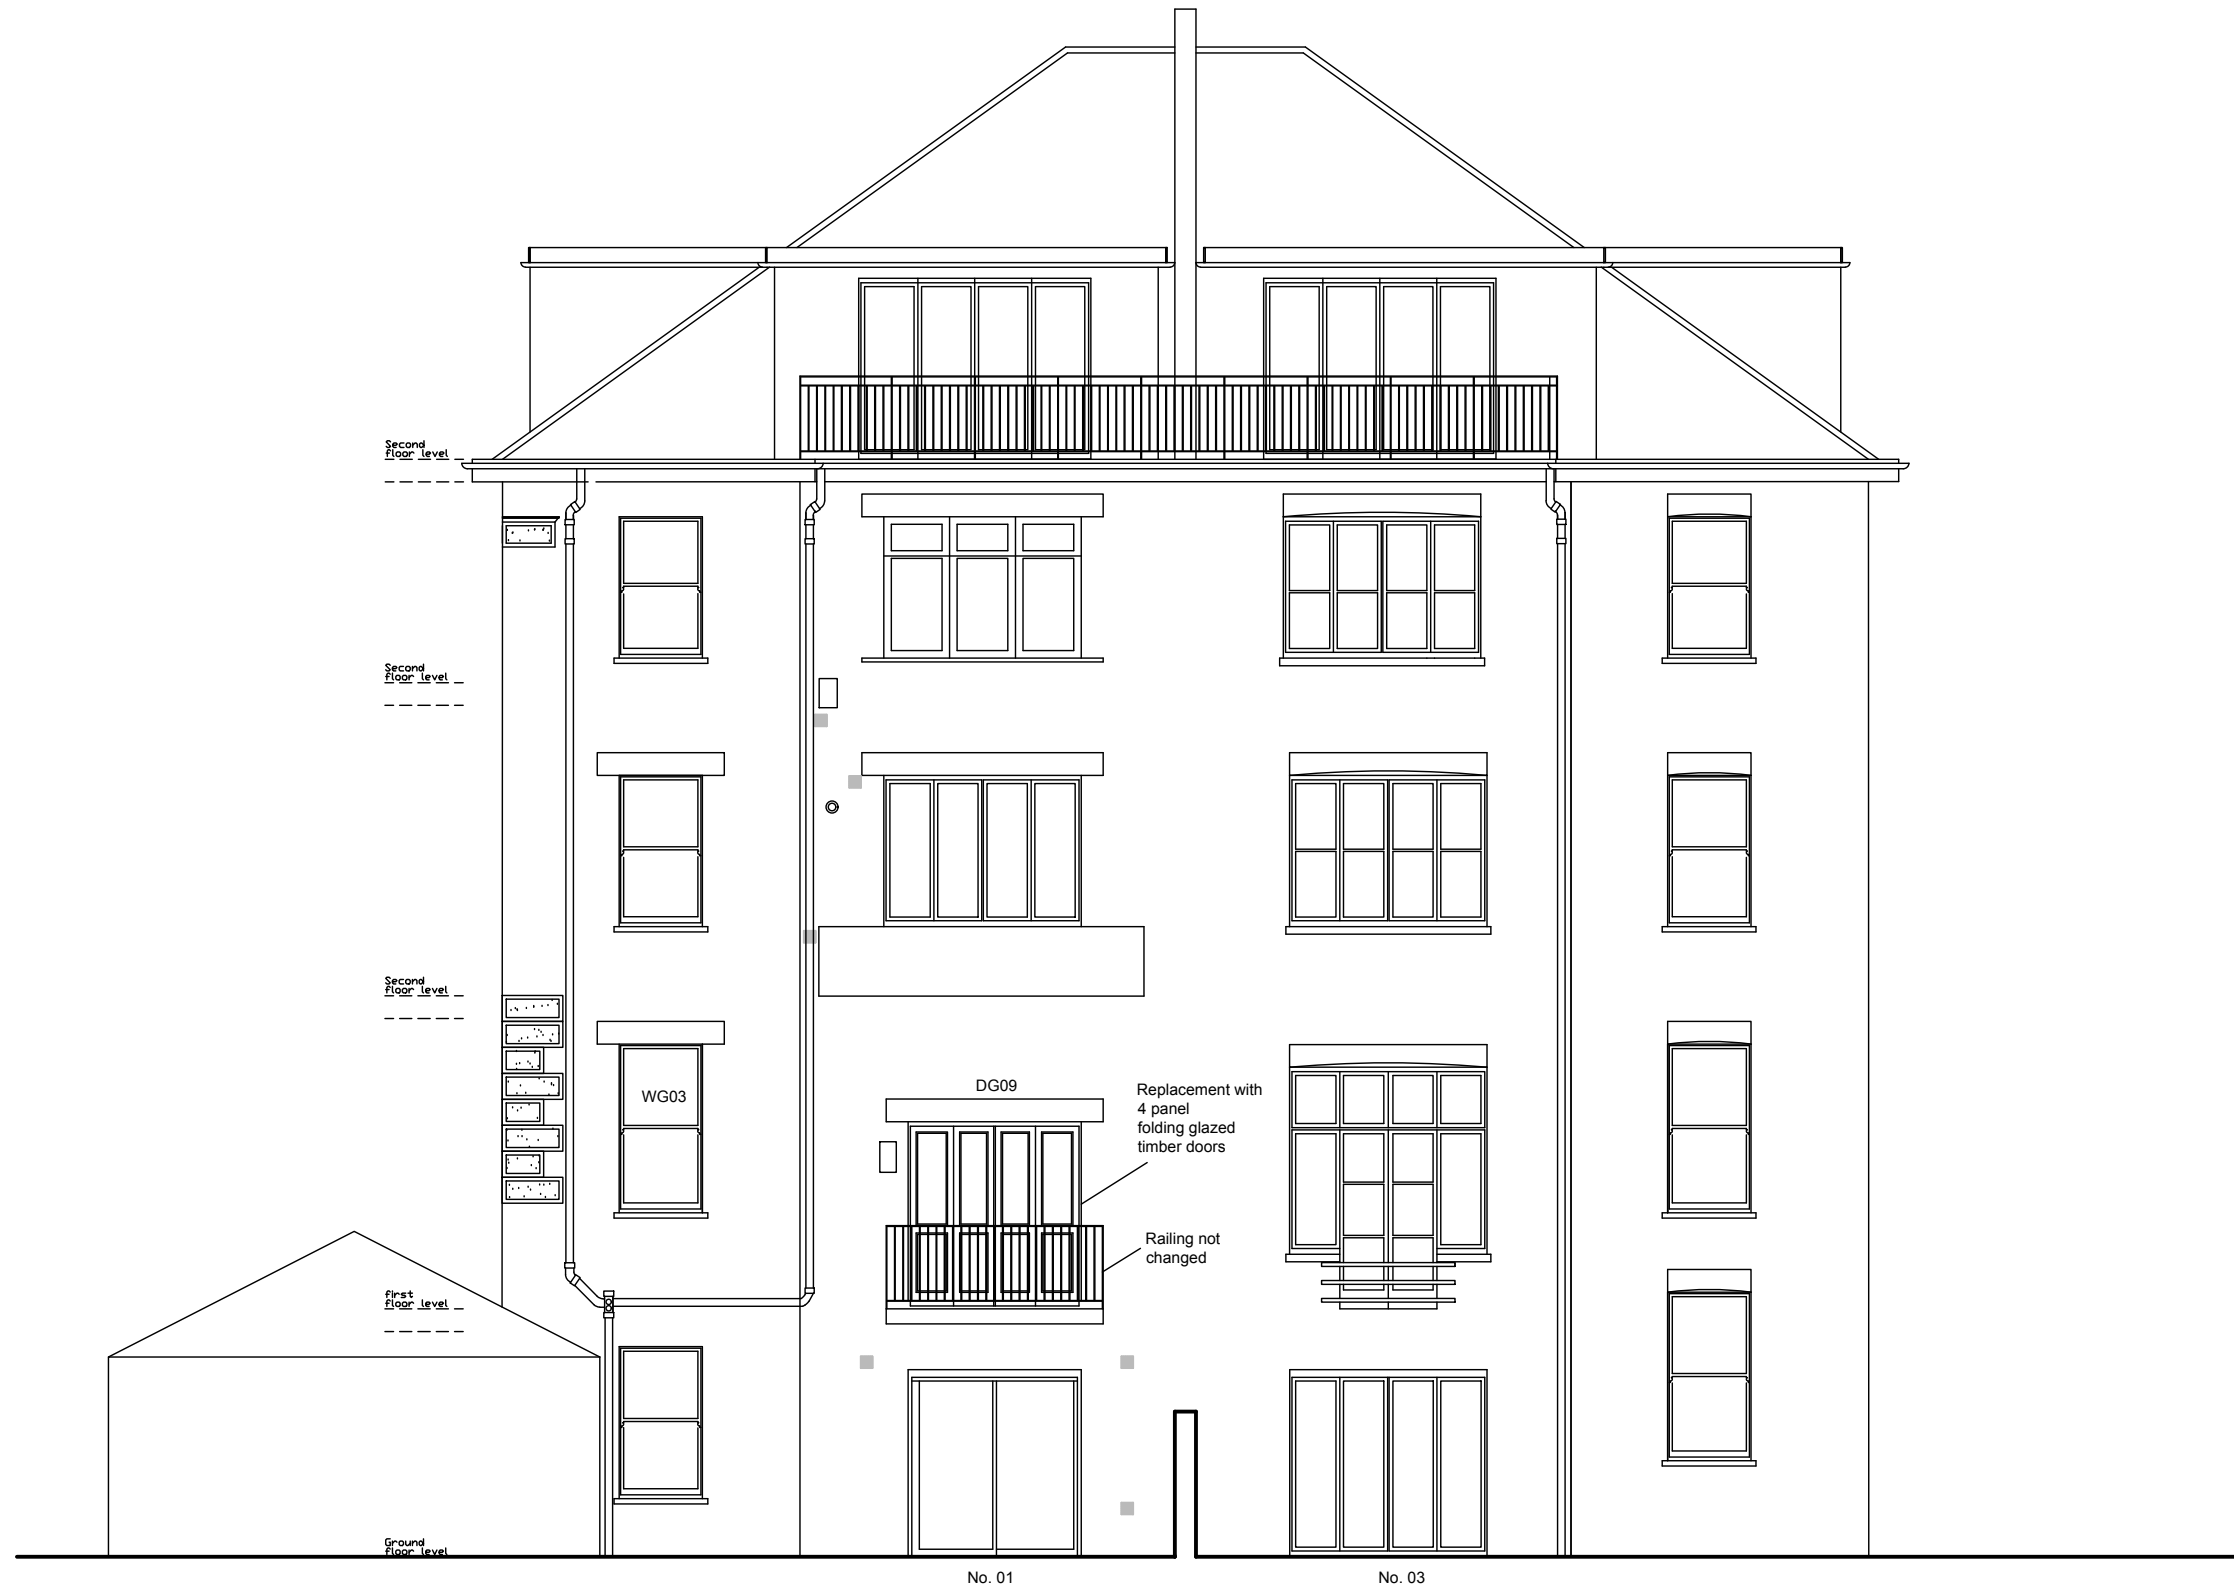 Second
floor level
Second
floor level
Second
floor level
WG03
DG09
Replacement with
4 panel
folding glazed
timber doors
Railing not
changed
first
floor level
Ground
floor level
No. 01
No. 03